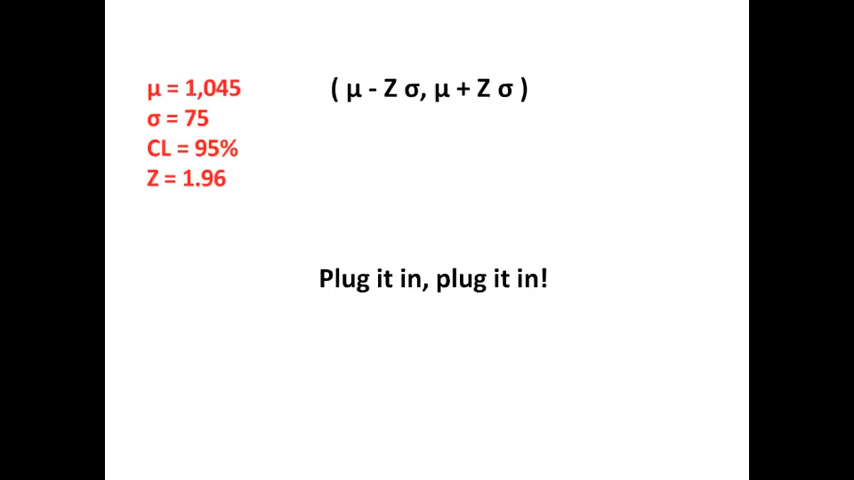 μ = 1,045
σ = 75
CL = 95%
Z = 1.96
( μ - Z σ, μ + Z σ )
Plug it in, plug it in!